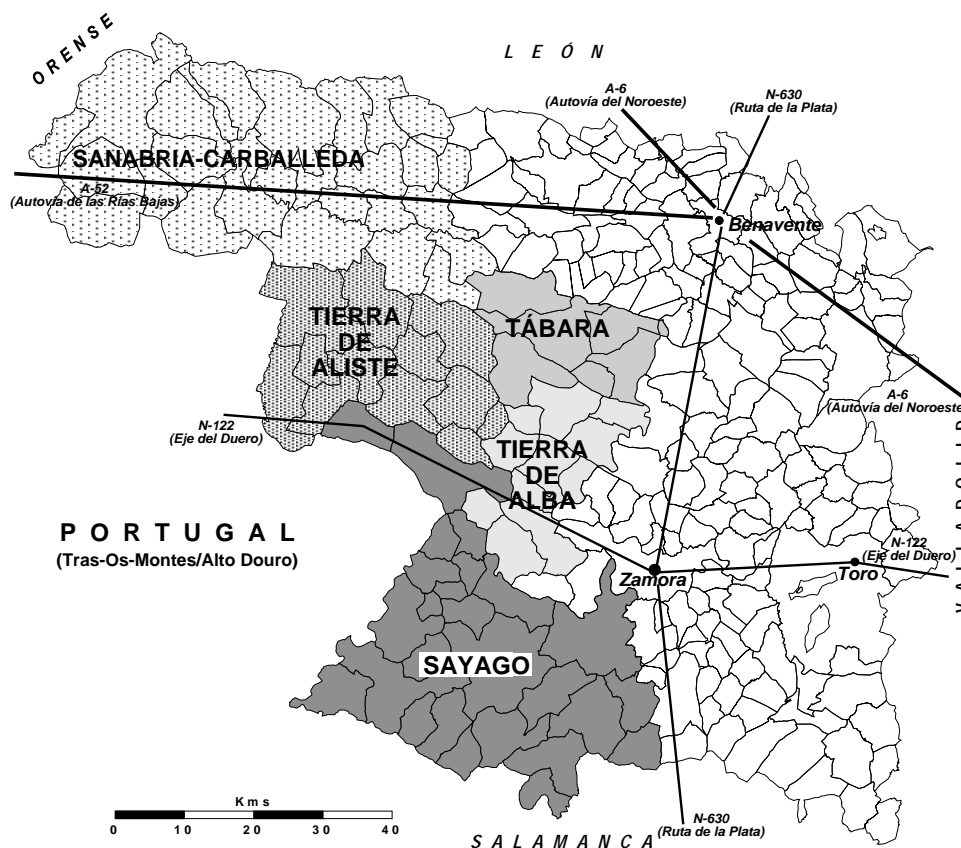 ORENSE
LEÓN
A-6
(Autovía del Noroeste)
N-630
(Ruta de la Plata)
SANABRIA-CARBALLEDA
A-52
(Autovía de las Rías Bajas)
Benavente
TIERRA
DE
ALISTE
TÁBARA
A-6
(Autovía del Noroeste)
N-122
(Eje del Duero)
TIERRA
DE
ALBA
VALLADOLID
PORTUGAL
(Tras-Os-Montes/Alto Douro)
N-122
(Eje del Duero)
Zamora
Toro
SAYAGO
Kms
0 10 20 30 40
N-630
(Ruta de la Plata)
SALAMANCA